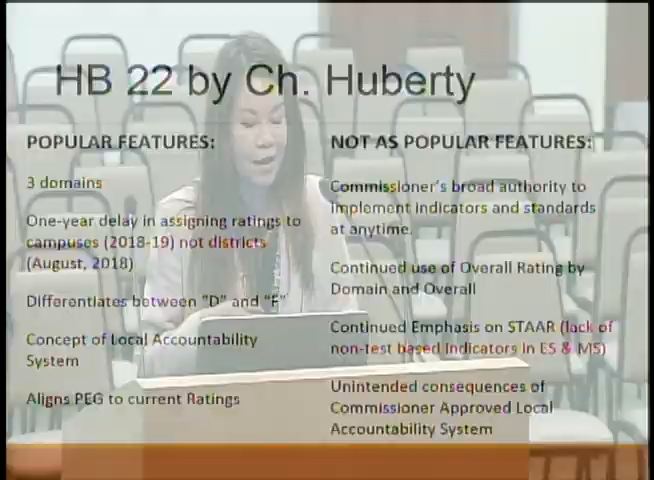 HB 22 by Ch. Huberty
POPULAR FEATURES:
3 domains
One-year delay in assigning ratings to
campuses (2018-19) not districts
(August, 2018)
Differentiates between "D" and "F"
Concept of Local Accountability
System
Aligns PEG to current Ratings
NOT AS POPULAR FEATURES:
Commissioner's broad authority to
implement indicators and standards
at anytime.
Continued use of Overall Rating by
Domain and Overall
Continued Emphasis on STAAR (lack of
non-test based Indicators in ES & MS)
Unintended consequences of
Commissioner Approved Local
Accountability System